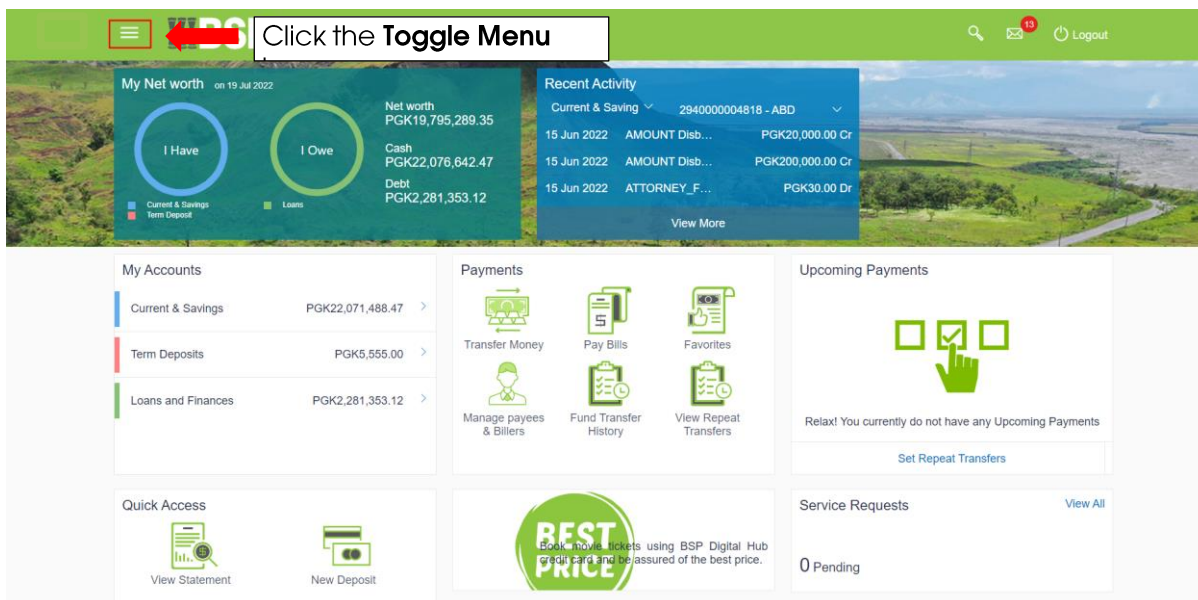 BSP
Click the Toggle Menu
13
Logout
My Net worth on 19 Jul 2022
I Have
I Owe
Current & Savings
Term Deposit
Loans
Net worth
PGK19,795,289.35
Cash
PGK22,076,642.47
Debt
PGK2,281,353.12
Recent Activity
Current & Saving 2940000004818 - ABD
15 Jun 2022 AMOUNT Disb... PGK20,000.00 Cr
15 Jun 2022 AMOUNT Disb... PGK200,000.00 Cr
15 Jun 2022 ATTORNEY_F... PGK30.00 Dr
View More
My Accounts
Current & Savings PGK22,071,488.47
Term Deposits PGK5,555.00
Loans and Finances PGK2,281,353.12
Payments
Transfer Money
Pay Bills
Favorites
Manage payees
& Billers
Fund Transfer
History
View Repeat
Transfers
Upcoming Payments
Relax! You currently do not have any Upcoming Payments
Set Repeat Transfers
Quick Access
View Statement
New Deposit
BEST
PRICE
Book movie tickets using BSP Digital Hub
credit card and be assured of the best price.
Service Requests
View All
0 Pending